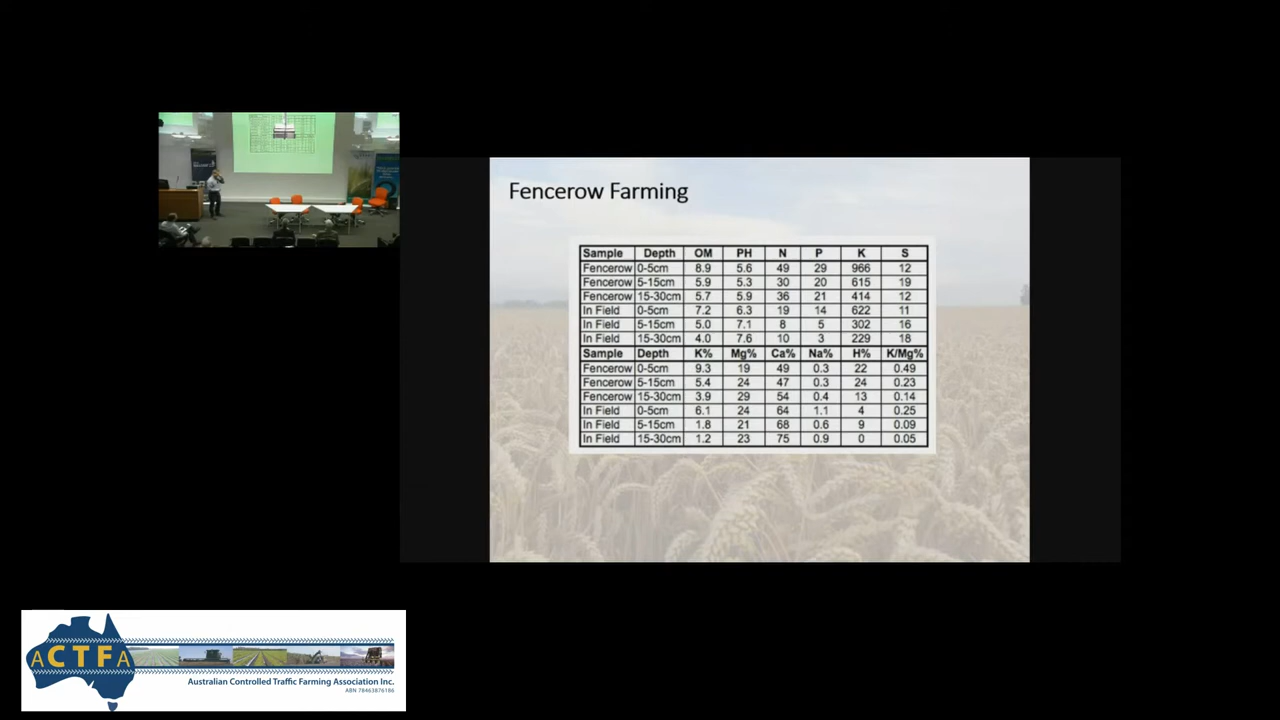 Fencerow Farming
Sample Depth OM PH N P K S
Fencerow 0-5cm 8.9 5.6 49 29 966 12
Fencerow 5-15cm 5.9 5.3 30 20 615 19
Fencerow 15-30cm 5.7 5.9 36 21 414 12
In Field 0-5cm 7.2 6.3 19 14 622 11
In Field 5-15cm 5.0 7.1 8 5 302 16
In Field 15-30cm 4.0 7.6 10 3 229 18
Sample Depth K% Mg% Ca% Na% H% K/Mg%
Fencerow 0-5cm 9.3 19 49 0.3 22 0.49
Fencerow 5-15cm 5.4 24 47 0.3 24 0.23
Fencerow 15-30cm 3.9 29 54 0.4 13 0.14
In Field 0-5cm 6.1 24 64 1.1 4 0.25
In Field 5-15cm 1.8 21 68 0.6 9 0.09
In Field 15-30cm 1.2 23 75 0.9 0 0.05
ACTFA
Australian Controlled Traffic Farming Association Inc.
ABN 78463876186